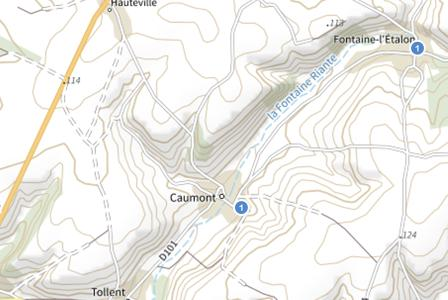 Hauteville
.113
Fontaine-l'Étalon
1
.114
la Fontaine Riante
Caumont
1
.124
D101
Tollent